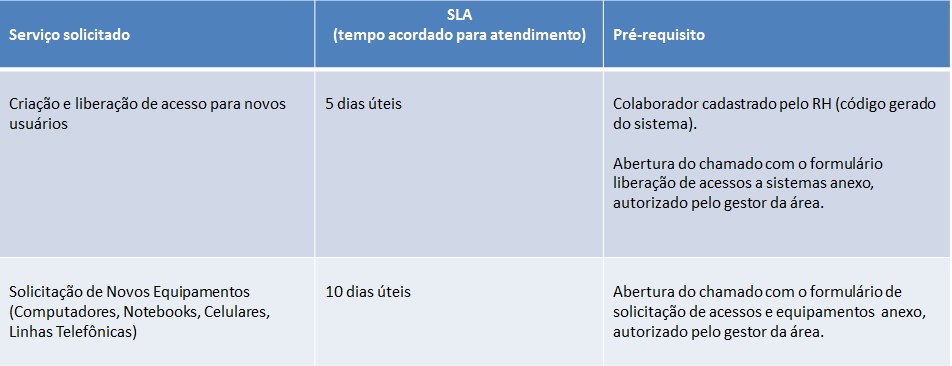 Serviço solicitado
SLA
(tempo acordado para atendimento)
Pré-requisito
Criação e liberação de acesso para novos
usuários
5 dias úteis
Colaborador cadastrado pelo RH (código gerado
do sistema).
Abertura do chamado com o formulário
liberação de acessos a sistemas anexo,
autorizado pelo gestor da área.
Solicitação de Novos Equipamentos
(Computadores, Notebooks, Celulares,
Linhas Telefônicas)
10 dias úteis
Abertura do chamado com o formulário de
solicitação de acessos e equipamentos anexo,
autorizado pelo gestor da área.